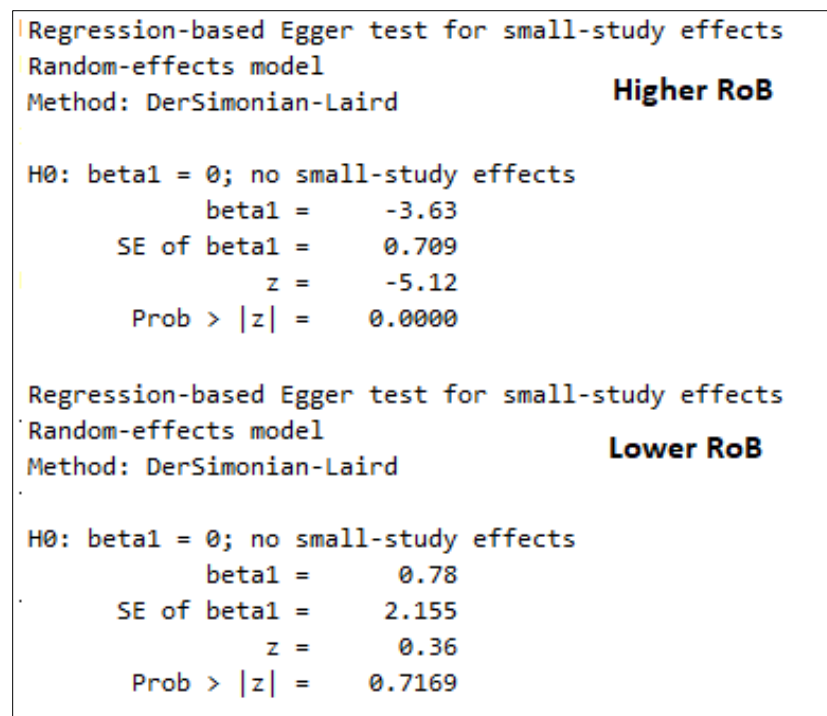 Regression-based Egger test for small-study effects
Random-effects model
Method: DerSimonian-Laird
Higher RoB
H0: beta1 = 0; no small-study effects
beta1 = -3.63
SE of beta1 = 0.709
z = -5.12
Prob > |z| = 0.0000
Regression-based Egger test for small-study effects
Random-effects model
Method: DerSimonian-Laird
Lower RoB
H0: beta1 = 0; no small-study effects
beta1 = 0.78
SE of beta1 = 2.155
z = 0.36
Prob > |z| = 0.7169